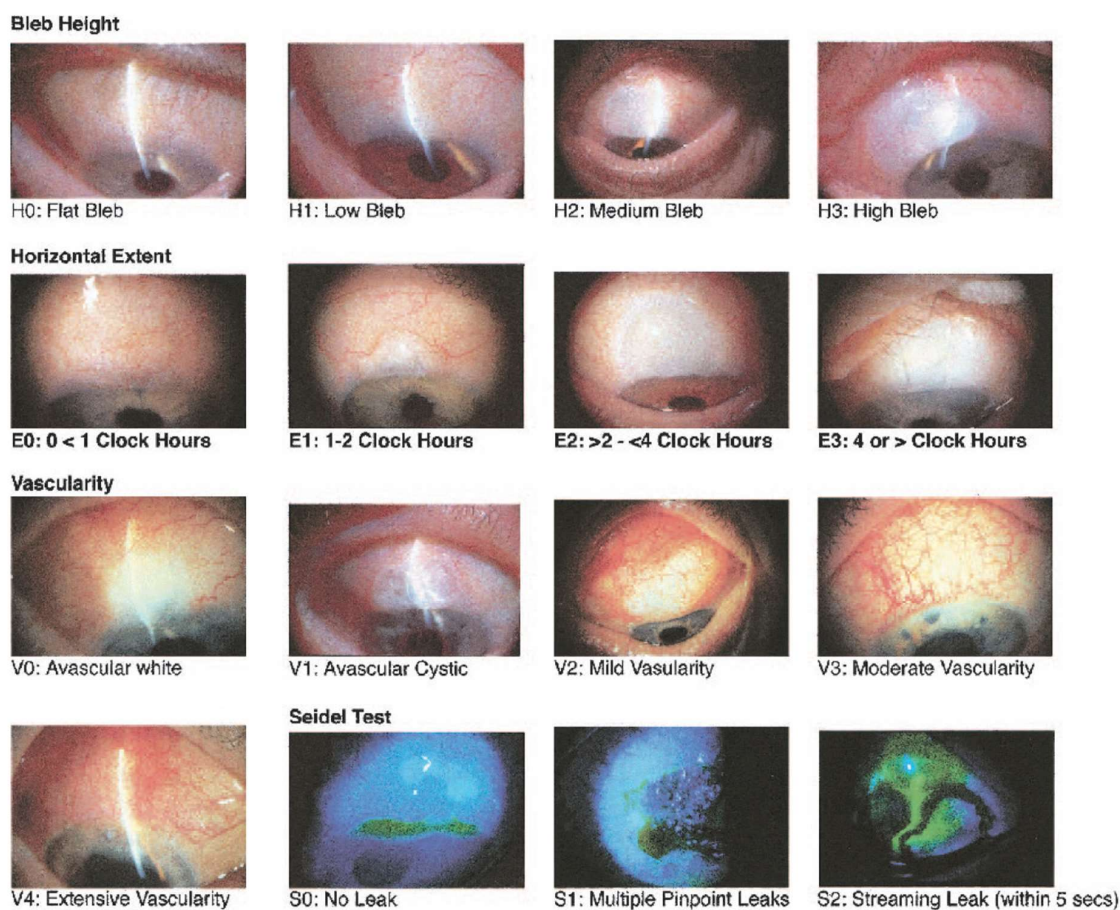 Bleb Height
H0: Flat Bleb
H1: Low Bleb
H2: Medium Bleb
H3: High Bleb
Horizontal Extent
E0: 0 < 1 Clock Hours
E1: 1-2 Clock Hours
E2: >2 - <4 Clock Hours
E3: 4 or > Clock Hours
Vascularity
V0: Avascular white
V1: Avascular Cystic
V2: Mild Vasularity
V3: Moderate Vascularity
Seidel Test
V4: Extensive Vascularity
S0: No Leak
S1: Multiple Pinpoint Leaks
S2: Streaming Leak (within 5 secs)